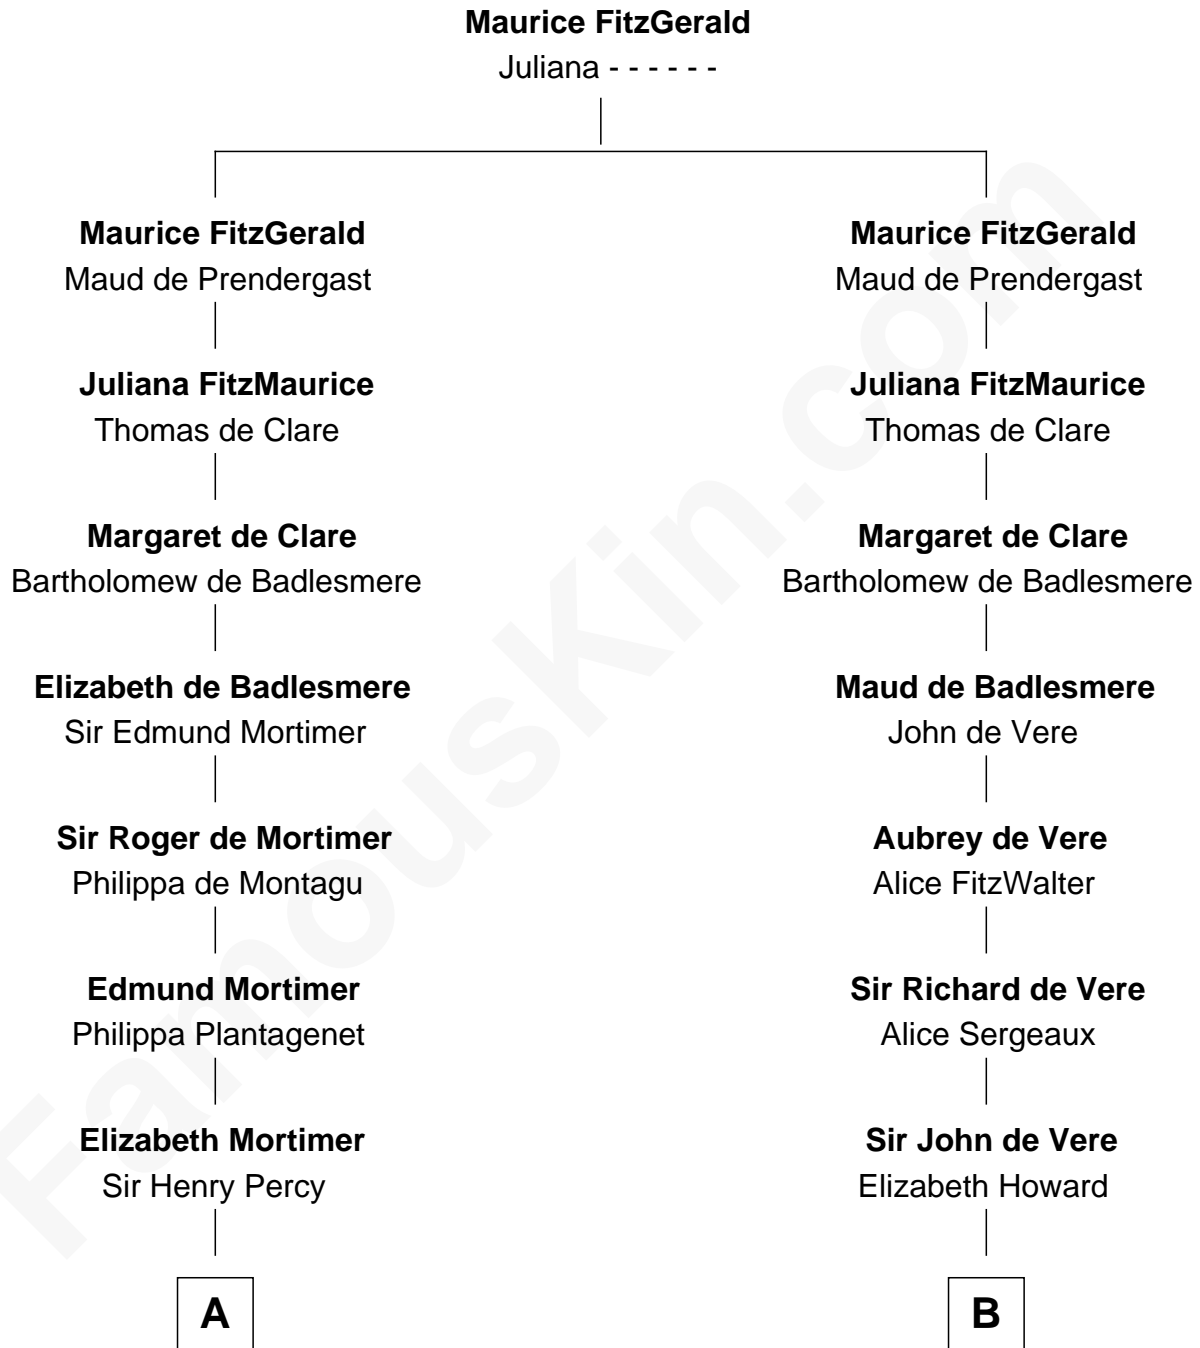 Maurice FitzGerald
Juliana - - - - - -
Maurice FitzGerald
Maud de Prendergast
Juliana FitzMaurice
Thomas de Clare
Margaret de Clare
Bartholomew de Badlesmere
Elizabeth de Badlesmere
Sir Edmund Mortimer
Sir Roger de Mortimer
Philippa de Montagu
Edmund Mortimer
Philippa Plantagenet
Elizabeth Mortimer
Sir Henry Percy
A
Maurice FitzGerald
Maud de Prendergast
Juliana FitzMaurice
Thomas de Clare
Margaret de Clare
Bartholomew de Badlesmere
Maud de Badlesmere
John de Vere
Aubrey de Vere
Alice FitzWalter
Sir Richard de Vere
Alice Sergeaux
Sir John de Vere
Elizabeth Howard
B
FamousKin.com